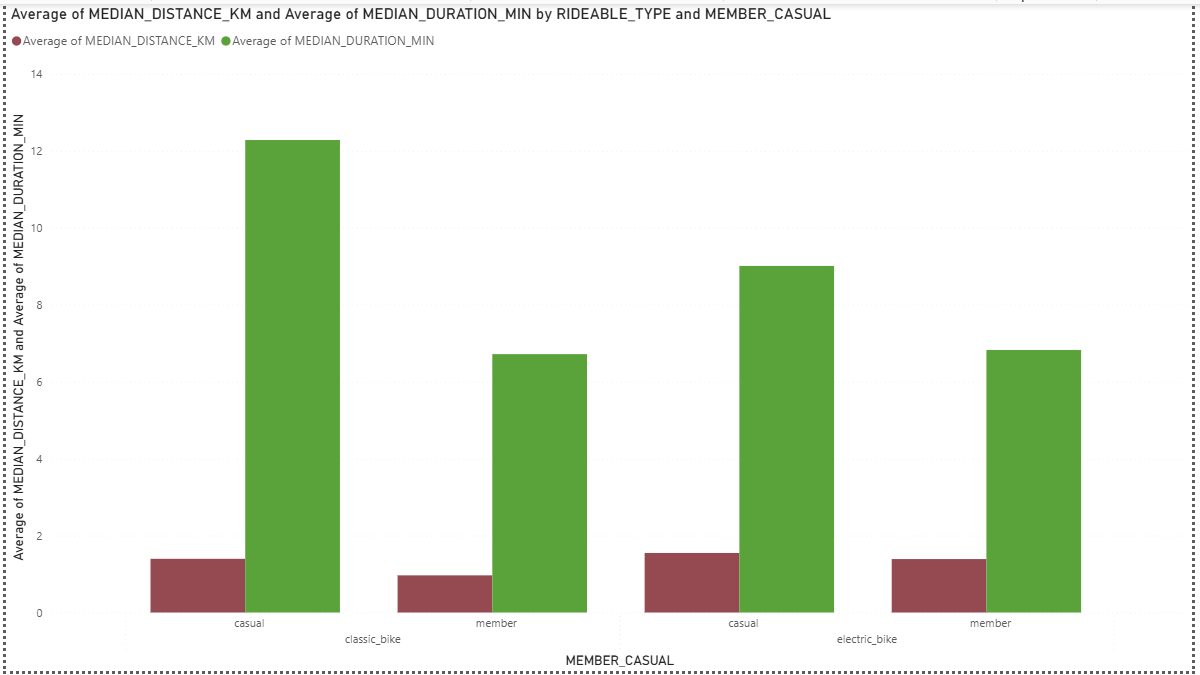 Average of MEDIAN_DISTANCE_KM and Average of MEDIAN_DURATION_MIN by RIDEABLE_TYPE and MEMBER_CASUAL
Average of MEDIAN_DISTANCE_KM Average of MEDIAN_DURATION_MIN
Average of MEDIAN_DISTANCE_KM and Average of MEDIAN_DURATION_MIN
14
12
10
8
6
4
2
0
casual member casual member
classic_bike electric_bike
MEMBER_CASUAL